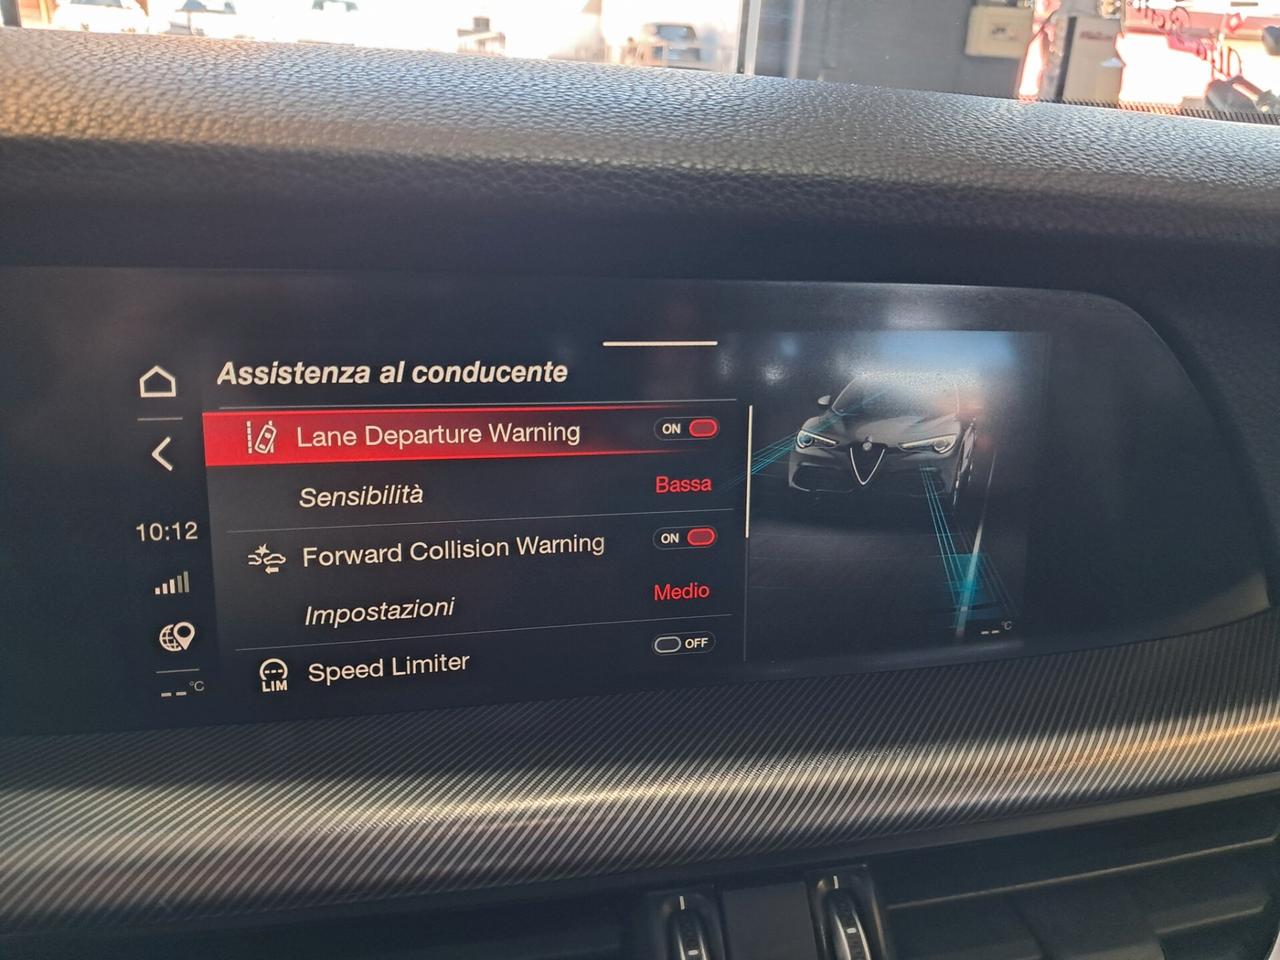 Assistenza al conducente
Lane Departure Warning ON
Sensibilità Bassa
10:12
Forward Collision Warning ON
Impostazioni Medio
Speed Limiter OFF
LIM
--°C
--°C